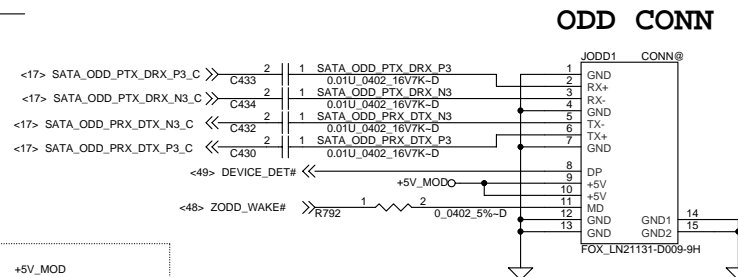 ODD CONN
JODD1 CONN@
<17> SATA_ODD_PTX_DRX_P3_C 2 1 SATA_ODD_PTX_DRX_P3 1 GND
C433 0.01U_0402_16V7K~D 2 RX+
<17> SATA_ODD_PTX_DRX_N3_C 2 1 SATA_ODD_PTX_DRX_N3 3 RX-
C434 0.01U_0402_16V7K~D 4 GND
<17> SATA_ODD_PRX_DTX_N3_C 2 1 SATA_ODD_PRX_DTX_N3 5 TX-
C432 0.01U_0402_16V7K~D 6 TX+
<17> SATA_ODD_PRX_DTX_P3_C 2 1 SATA_ODD_PRX_DTX_P3 7 GND
C430 0.01U_0402_16V7K~D
<49> DEVICE_DET# 8 DP
+5V_MOD 9 +5V
10 +5V
<48> ZODD_WAKE# 1 2 11 MD
R792 0_0402_5%~D 12 GND GND1 14
13 GND GND2 15
FOX_LN21131-D009-9H
+5V_MOD